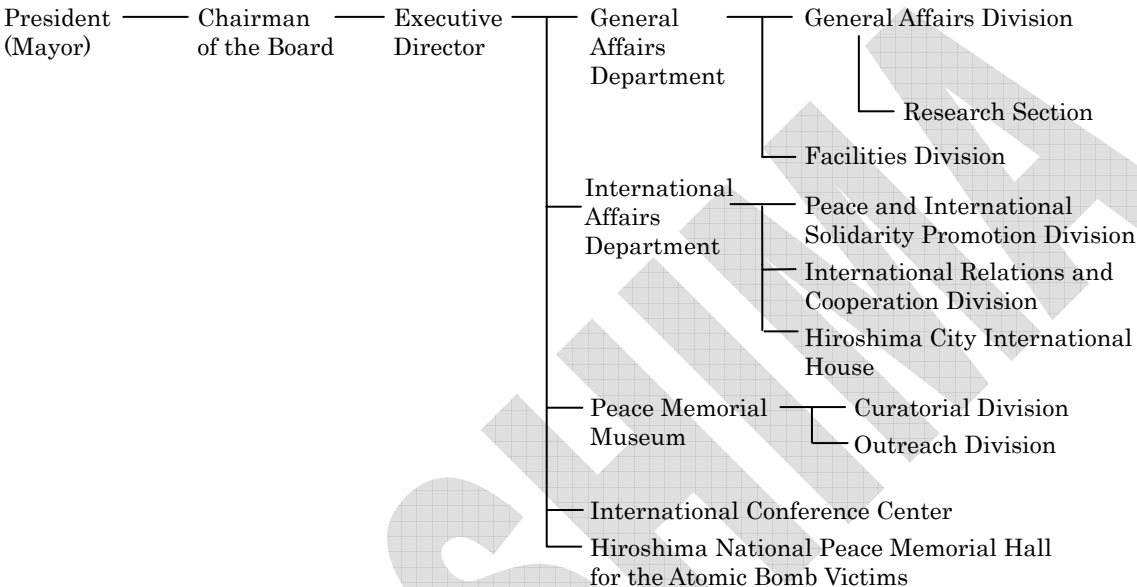 President
(Mayor)
Chairman
of the Board
Executive
Director
General
Affairs
Department
General Affairs Division
Research Section
Facilities Division
International
Affairs
Department
Peace and International
Solidarity Promotion Division
International Relations and
Cooperation Division
Hiroshima City International
House
Peace Memorial
Museum
Curatorial Division
Outreach Division
International Conference Center
Hiroshima National Peace Memorial Hall
for the Atomic Bomb Victims
SHIMA